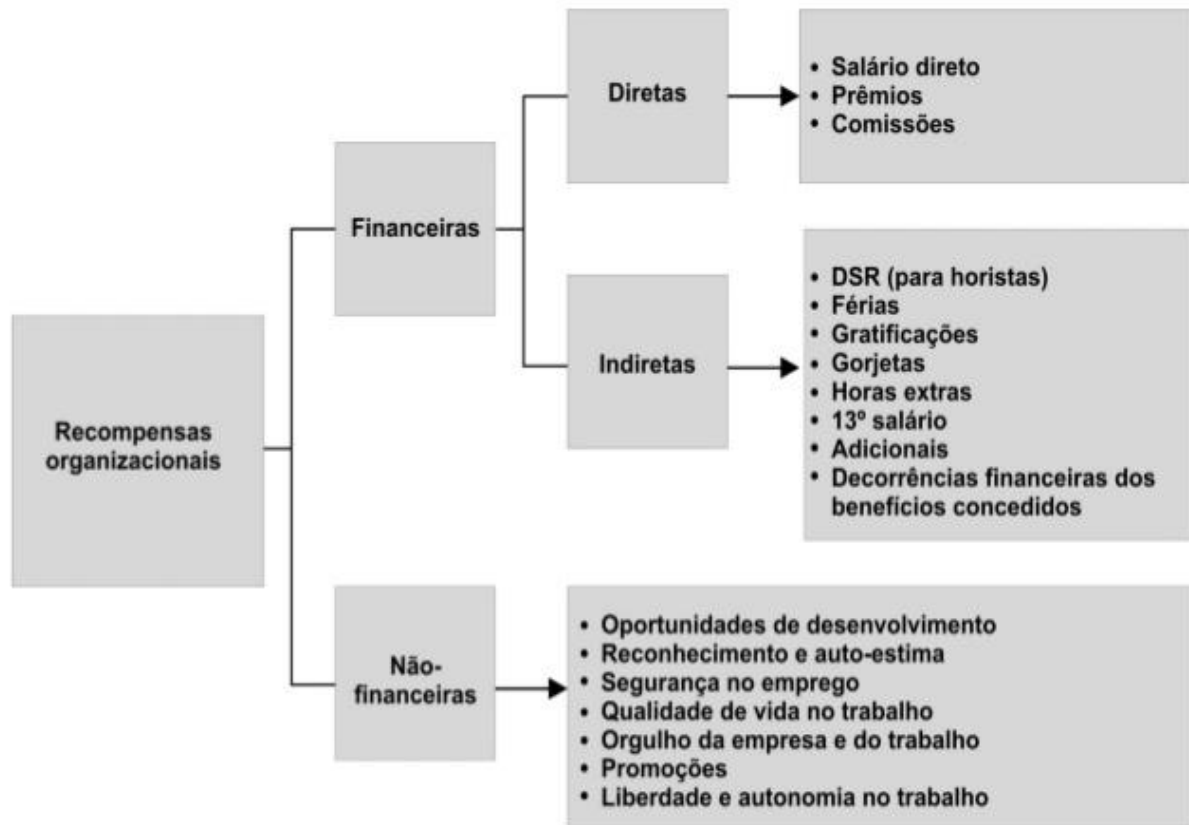 Recompensas
organizacionais
Financeiras
Diretas
• Salário direto
• Prêmios
• Comissões
Indiretas
• DSR (para horistas)
• Férias
• Gratificações
• Gorjetas
• Horas extras
• 13º salário
• Adicionais
• Decorrências financeiras dos
benefícios concedidos
Não-
financeiras
• Oportunidades de desenvolvimento
• Reconhecimento e auto-estima
• Segurança no emprego
• Qualidade de vida no trabalho
• Orgulho da empresa e do trabalho
• Promoções
• Liberdade e autonomia no trabalho